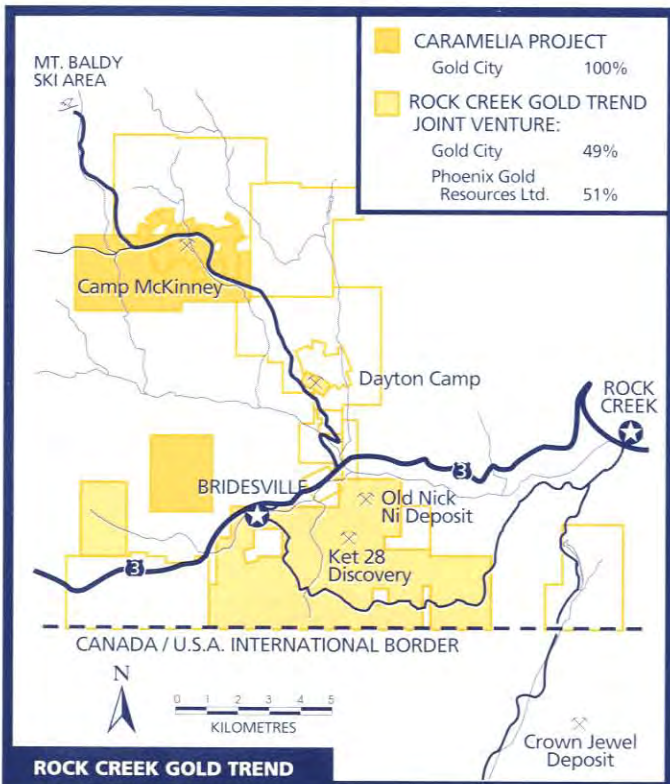 MT. BALDY
SKI AREA
CARAMELIA PROJECT
Gold City 100%
ROCK CREEK GOLD TREND
JOINT VENTURE:
Gold City 49%
Phoenix Gold
Resources Ltd. 51%
Camp McKinney
Dayton Camp
ROCK
CREEK
3
BRIDESVILLE
Old Nick
Ni Deposit
Ket 28
Discovery
3
CANADA / U.S.A. INTERNATIONAL BORDER
N
0 1 2 3 4 5
KILOMETRES
Crown Jewel
Deposit
ROCK CREEK GOLD TREND